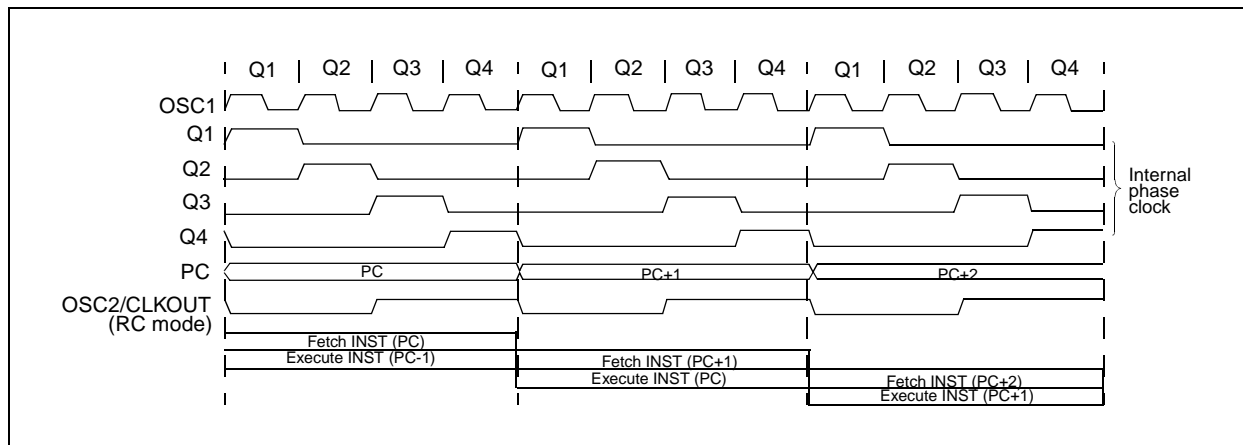 Q1 Q2 Q3 Q4 Q1 Q2 Q3 Q4 Q1 Q2 Q3 Q4
OSC1
Q1
Q2
Q3
Q4
Internal
phase
clock
PC PC PC+1 PC+2
OSC2/CLKOUT
(RC mode)
Fetch INST (PC)
Execute INST (PC-1) Fetch INST (PC+1)
Execute INST (PC) Fetch INST (PC+2)
Execute INST (PC+1)